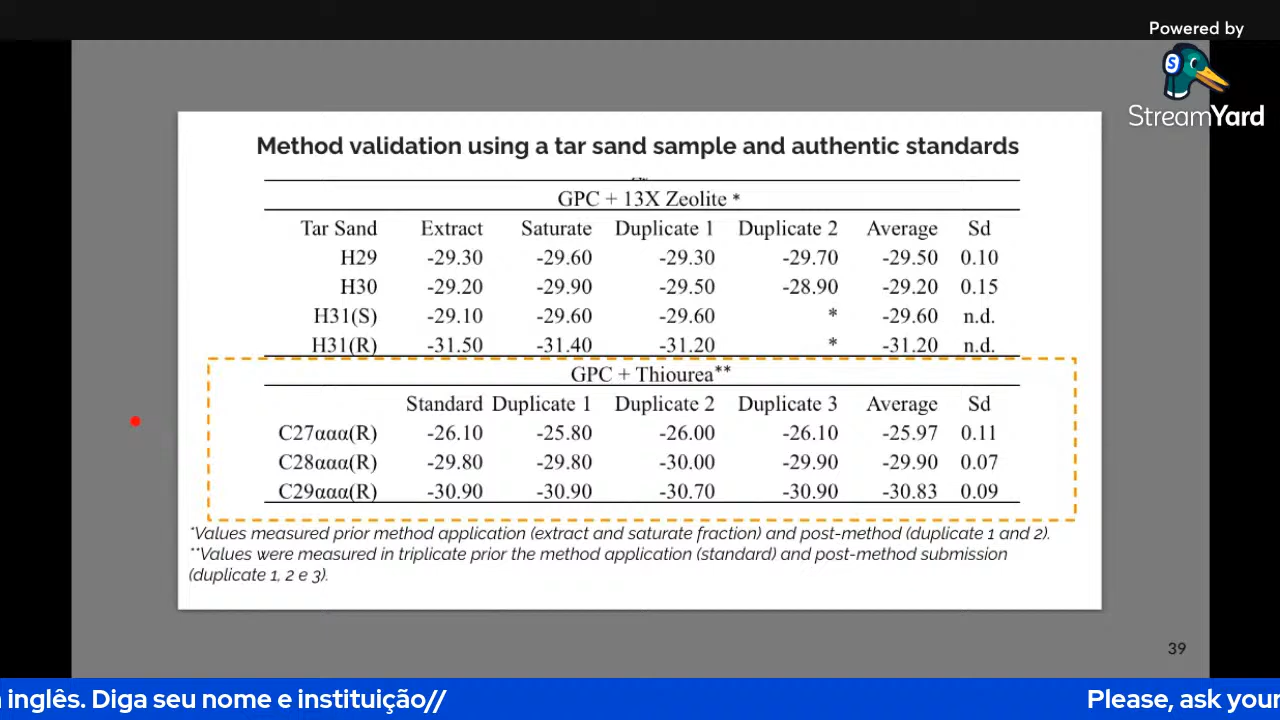 Powered by
StreamYard
Method validation using a tar sand sample and authentic standards
GPC + 13X Zeolite *
Tar Sand Extract Saturate Duplicate 1 Duplicate 2 Average Sd
H29 -29.30 -29.60 -29.30 -29.70 -29.50 0.10
H30 -29.20 -29.90 -29.50 -28.90 -29.20 0.15
H31(S) -29.10 -29.60 -29.60 * -29.60 n.d.
H31(R) -31.50 -31.40 -31.20 * -31.20 n.d.
GPC + Thiourea**
Standard Duplicate 1 Duplicate 2 Duplicate 3 Average Sd
C27ααα(R) -26.10 -25.80 -26.00 -26.10 -25.97 0.11
C28ααα(R) -29.80 -29.80 -30.00 -29.90 -29.90 0.07
C29ααα(R) -30.90 -30.90 -30.70 -30.90 -30.83 0.09
*Values measured prior method application (extract and saturate fraction) and post-method (duplicate 1 and 2).
**Values were measured in triplicate prior the method application (standard) and post-method submission
(duplicate 1, 2 e 3).
39
inglês. Diga seu nome e instituição// Please, ask your